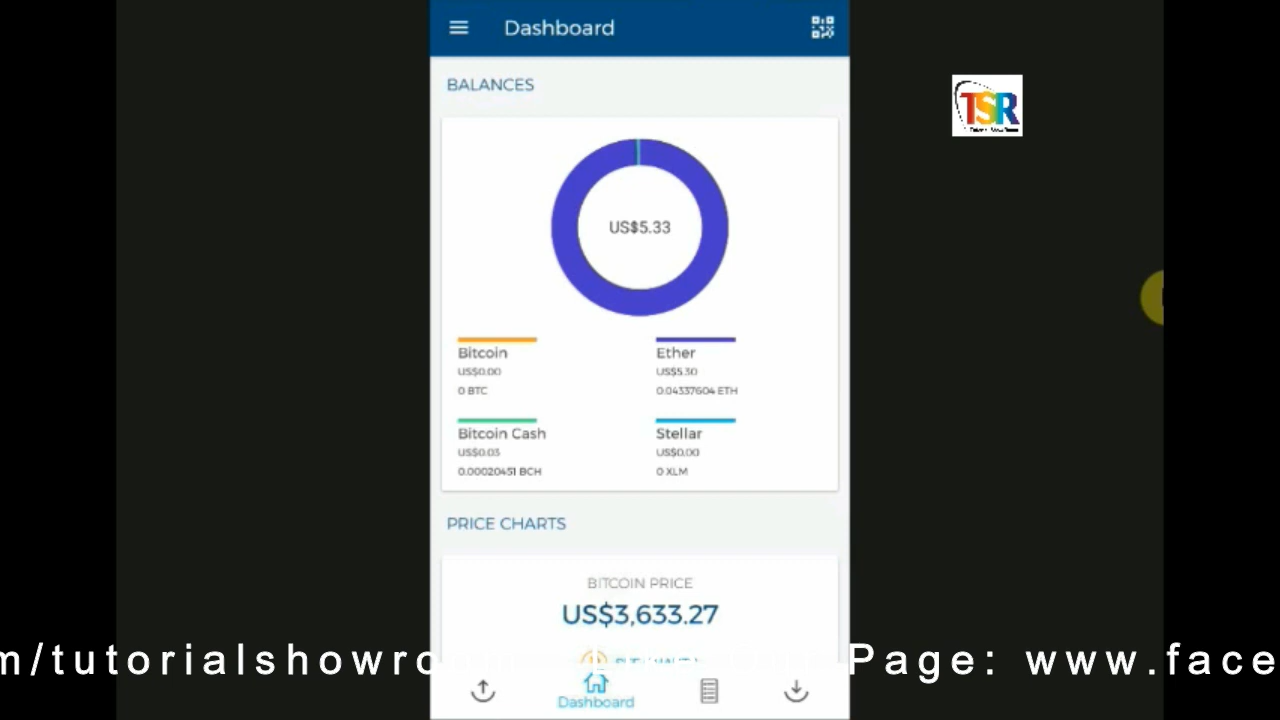 Dashboard
TSR
BALANCES
US$5.33
Bitcoin
US$0.00
0 BTC
Ether
US$5.30
0.04337604 ETH
Bitcoin Cash
US$0.03
0.00020451 BCH
Stellar
US$0.00
0 XLM
PRICE CHARTS
BITCOIN PRICE
US$3,633.27
m/tutorialshowro Page: www.face
Dashboard